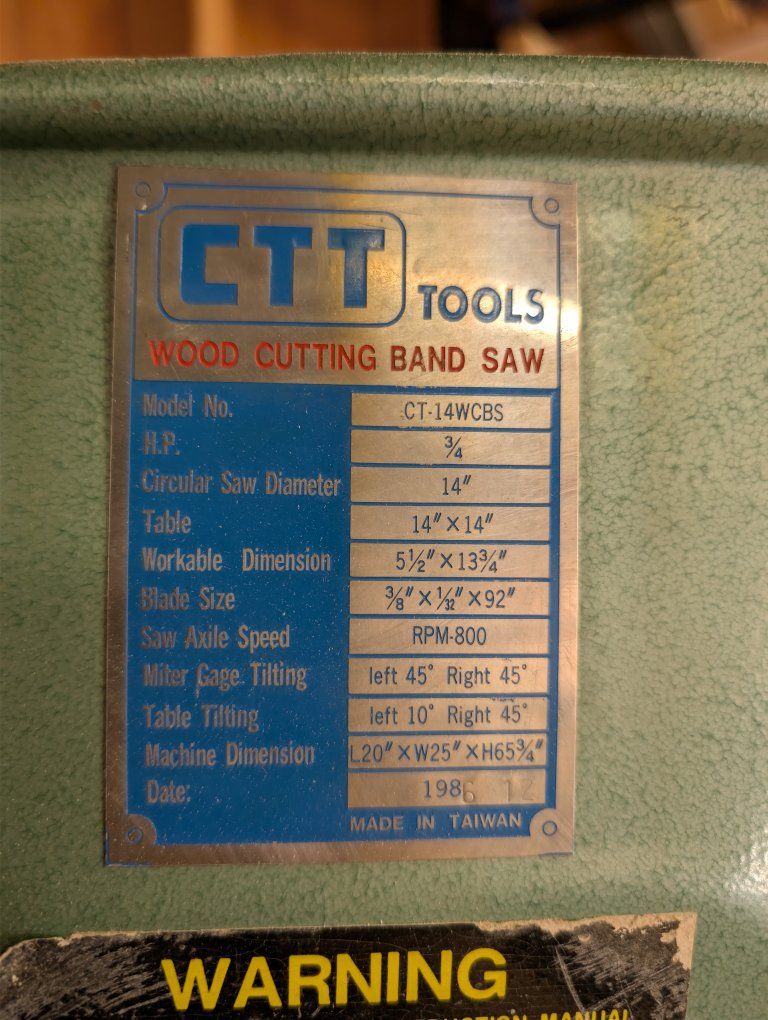 CTT TOOLS
WOOD CUTTING BAND SAW
Model No. CT-14WCBS
H.P. ¾
Circular Saw Diameter 14"
Table 14" X 14"
Workable Dimension 5½" X 13¾"
Blade Size ⅜" X 1/32" X 92"
Saw Axile Speed RPM-800
Miter Gage Tilting left 45° Right 45°
Table Tilting left 10° Right 45°
Machine Dimension L20" X W25" X H65¾"
Date: 1986 12
MADE IN TAIWAN
WARNING
MANUAL